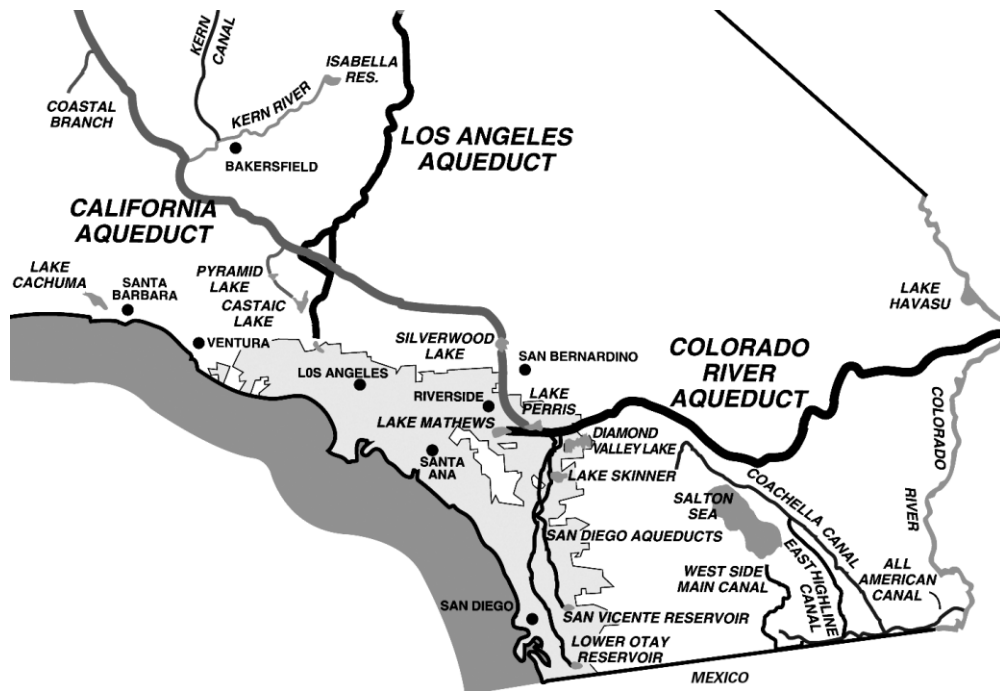 KERN
CANAL
ISABELLA
RES.
COASTAL
BRANCH
KERN RIVER
BAKERSFIELD
LOS ANGELES
AQUEDUCT
CALIFORNIA
AQUEDUCT
LAKE
CACHUMA
SANTA
BARBARA
PYRAMID
LAKE
CASTAIC
LAKE
LAKE
HAVASU
VENTURA
SILVERWOOD
LAKE
SAN BERNARDINO
COLORADO
RIVER
AQUEDUCT
LOS ANGELES
RIVERSIDE
LAKE
PERRIS
LAKE MATHEWS
DIAMOND
VALLEY LAKE
SANTA
ANA
LAKE SKINNER
COLORADO
RIVER
SALTON
SEA
COACHELLA CANAL
SAN DIEGO AQUEDUCTS
WEST SIDE
MAIN CANAL
EAST HIGHLINE
CANAL
ALL
AMERICAN
CANAL
SAN DIEGO
SAN VICENTE RESERVOIR
LOWER OTAY
RESERVOIR
MEXICO